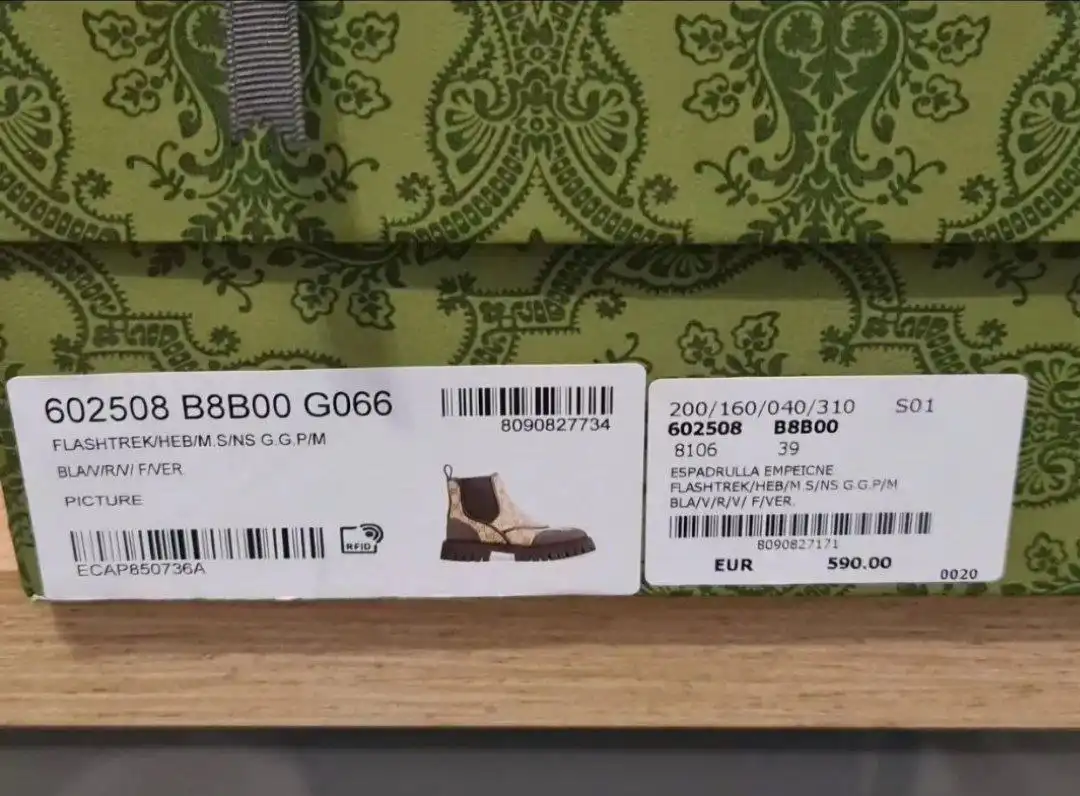 602508 B8B00 G066
8090827734
FLASHTREK/HEB/M.S/NS G.G.P/M
BLA/V/R/V/ F/VER.
PICTURE
RFID
ECAP850736A
200/160/040/310 S01
602508 B8B00
8106 39
ESPADRULLA EMPEICNE
FLASHTREK/HEB/M S/NS G.G.P/M
BLA/V/R/V/ F/VER.
8090827171
EUR 590.00
0020